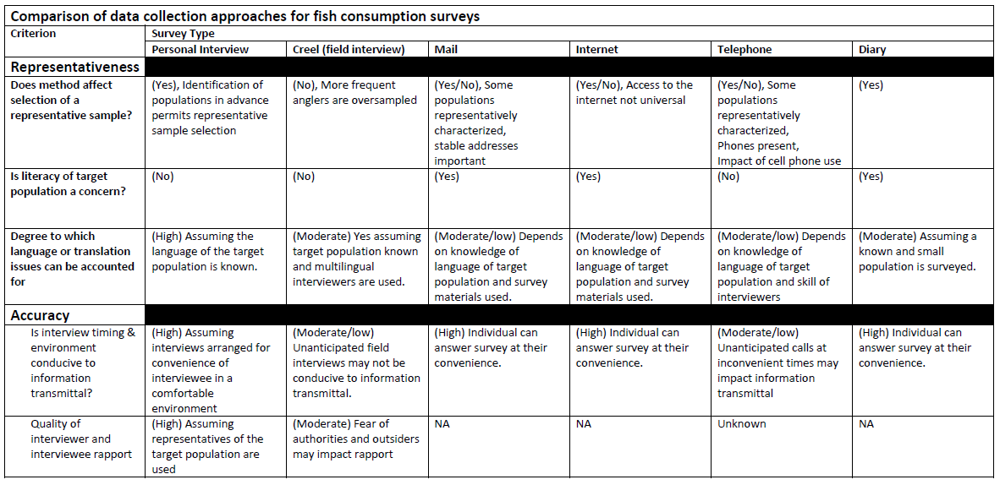 Comparison of data collection approaches for fish consumption surveys
Criterion
Survey Type
Personal Interview
Creel (field interview)
Mail
Internet
Telephone
Diary
Representativeness
Does method affect
selection of a
representative sample?
(Yes), Identification of
populations in advance
permits representative
sample selection
(No), More frequent
anglers are oversampled
(Yes/No), Some
populations
representatively
characterized,
stable addresses
important
(Yes/No), Access to the
internet not universal
(Yes/No), Some
populations
representatively
characterized,
Phones present,
Impact of cell phone use
(Yes)
Is literacy of target
population a concern?
(No)
(No)
(Yes)
(Yes)
(No)
(Yes)
Degree to which
language or translation
issues can be accounted
for
(High) Assuming the
language of the target
population is known.
(Moderate) Yes assuming
target population known
and multilingual
interviewers are used.
(Moderate/low) Depends
on knowledge of
language of target
population and survey
materials used.
(Moderate/low) Depends
on knowledge of
language of target
population and survey
materials used.
(Moderate/low) Depends
on knowledge of
language of target
population and skill of
interviewers
(Moderate) Assuming a
known and small
population is surveyed.
Accuracy
Is interview timing &
environment
conducive to
information
transmittal?
(High) Assuming
interviews arranged for
convenience of
interviewee in a
comfortable
environment
(Moderate/low)
Unanticipated field
interviews may not be
conducive to information
transmittal.
(High) Individual can
answer survey at their
convenience.
(High) Individual can
answer survey at their
convenience.
(Moderate/low)
Unanticipated calls at
inconvenient times may
impact information
transmittal
(High) Individual can
answer survey at their
convenience.
Quality of
interviewer and
interviewee rapport
(High) Assuming
representatives of the
target population are
used
(Moderate) Fear of
authorities and outsiders
may impact rapport
NA
NA
Unknown
NA